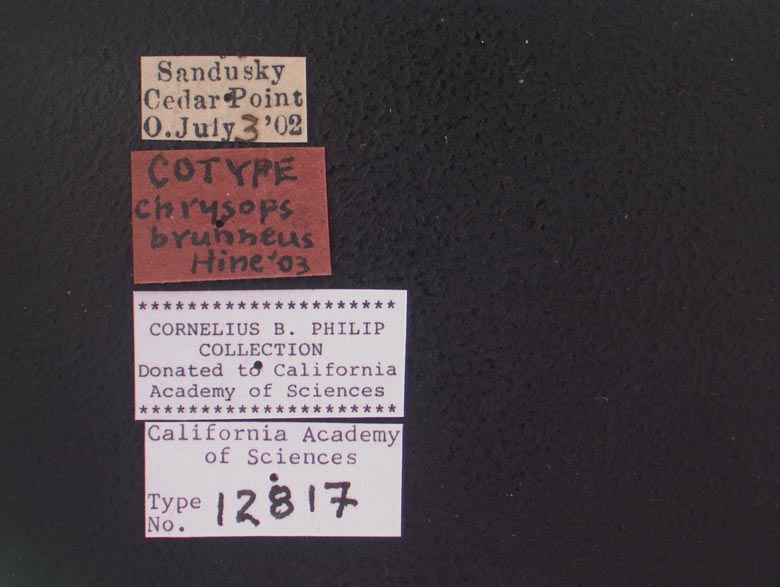 Sandusky
Cedar Point
O. July 3 '02
COTYPE
chrysops
brunneus
Hine '03
**********************
CORNELIUS B. PHILIP
COLLECTION
Donated to California
Academy of Sciences
**********************
California Academy
of Sciences
Type
No. 12817